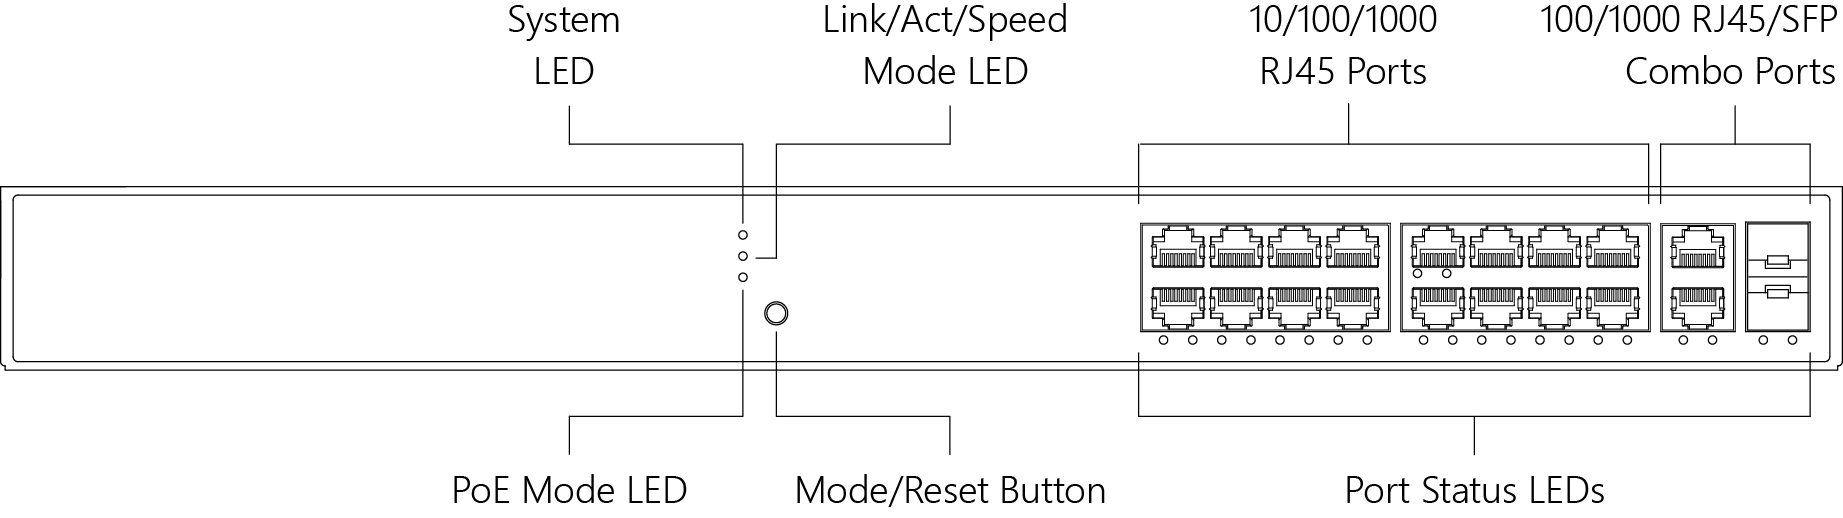 System
LED
Link/Act/Speed
Mode LED
10/100/1000
RJ45 Ports
100/1000 RJ45/SFP
Combo Ports
PoE Mode LED
Mode/Reset Button
Port Status LEDs